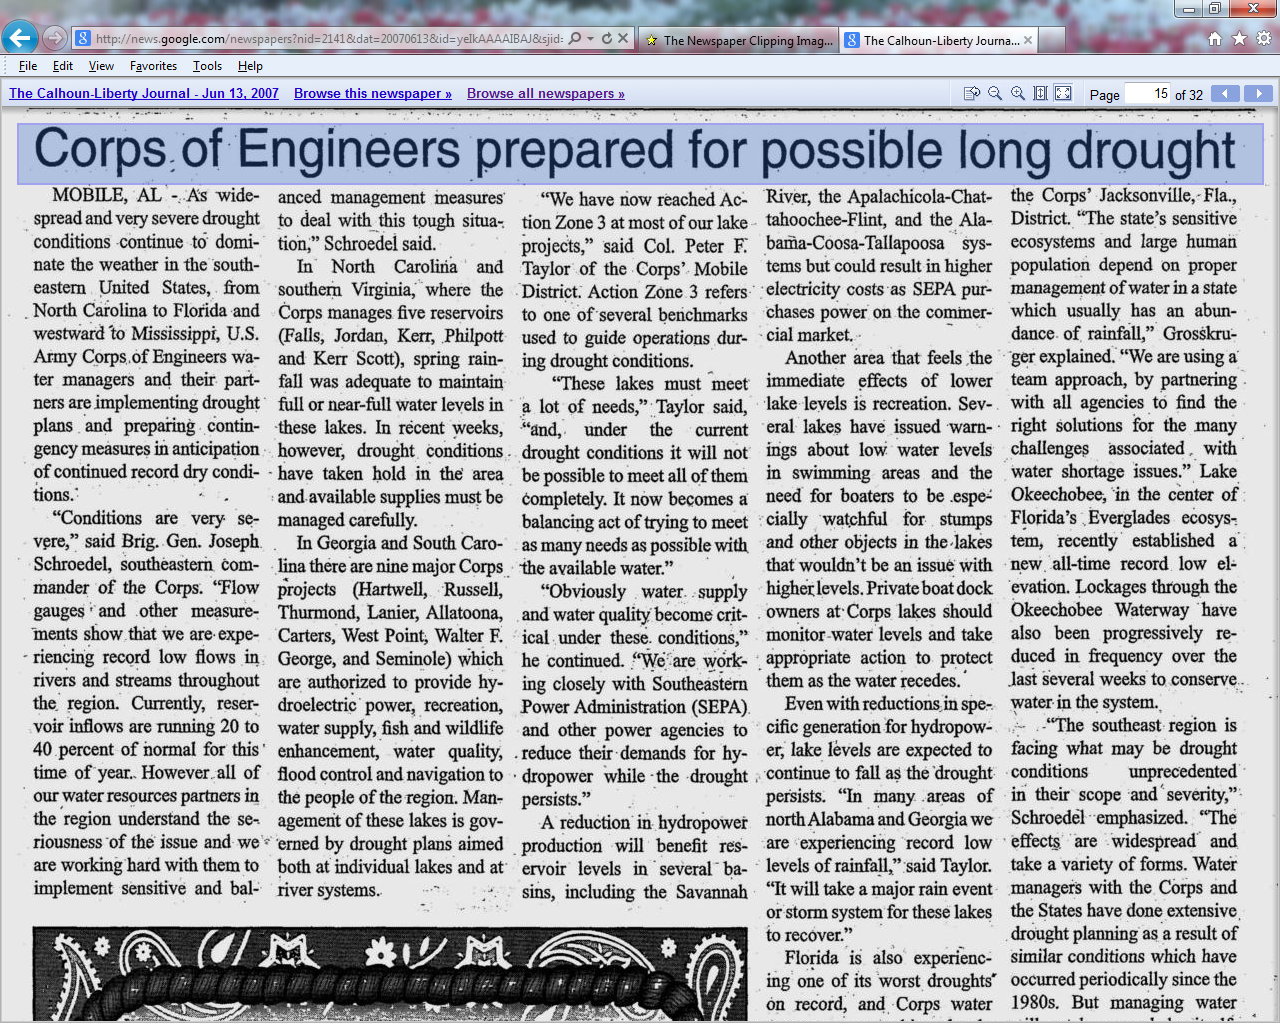 http://news.google.com/newspapers?nid=2141&dat=20070613&id=yeIkAAAAIBAJ&sjid=
The Newspaper Clipping Imag...
The Calhoun-Liberty Journa...
File Edit View Favorites Tools Help
The Calhoun-Liberty Journal - Jun 13, 2007 Browse this newspaper » Browse all newspapers »
Page 15 of 32
Corps of Engineers prepared for possible long drought
MOBILE, AL - As wide-
spread and very severe drought
conditions continue to domi-
nate the weather in the south-
eastern United States, from
North Carolina to Florida and
westward to Mississippi, U.S.
Army Corps of Engineers wa-
ter managers and their part-
ners are implementing drought
plans and preparing contin-
gency measures in anticipation
of continued record dry condi-
tions.
“Conditions are very se-
vere,” said Brig. Gen. Joseph
Schroedel, southeastern com-
mander of the Corps. “Flow
gauges and other measure-
ments show that we are expe-
riencing record low flows in
rivers and streams throughout
the region. Currently, reser-
voir inflows are running 20 to
40 percent of normal for this
time of year. However all of
our water resources partners in
the region understand the se-
riousness of the issue and we
are working hard with them to
implement sensitive and bal-
anced management measures
to deal with this tough situa-
tion,” Schroedel said.
In North Carolina and
southern Virginia, where the
Corps manages five reservoirs
(Falls, Jordan, Kerr, Philpott
and Kerr Scott), spring rain-
fall was adequate to maintain
full or near-full water levels in
these lakes. In recent weeks,
however, drought conditions
have taken hold in the area
and available supplies must be
managed carefully.
In Georgia and South Caro-
lina there are nine major Corps
projects (Hartwell, Russell,
Thurmond, Lanier, Allatoona,
Carters, West Point, Walter F.
George, and Seminole) which
are authorized to provide hy-
droelectric power, recreation,
water supply, fish and wildlife
enhancement, water quality,
flood control and navigation to
the people of the region. Man-
agement of these lakes is gov-
erned by drought plans aimed
both at individual lakes and at
river systems.
“We have now reached Ac-
tion Zone 3 at most of our lake
projects,” said Col. Peter F.
Taylor of the Corps’ Mobile
District. Action Zone 3 refers
to one of several benchmarks
used to guide operations dur-
ing drought conditions.
“These lakes must meet
a lot of needs,” Taylor said,
“and, under the current
drought conditions it will not
be possible to meet all of them
completely. It now becomes a
balancing act of trying to meet
as many needs as possible with
the available water.”
“Obviously water supply
and water quality become crit-
ical under these conditions,”
he continued. “We are work-
ing closely with Southeastern
Power Administration (SEPA)
and other power agencies to
reduce their demands for hy-
dropower while the drought
persists.”
A reduction in hydropower
production will benefit res-
ervoir levels in several ba-
sins, including the Savannah
River, the Apalachicola-Chat-
tahoochee-Flint, and the Ala-
bama-Coosa-Tallapoosa sys-
tems but could result in higher
electricity costs as SEPA pur-
chases power on the commer-
cial market.
Another area that feels the
immediate effects of lower
lake levels is recreation. Sev-
eral lakes have issued warn-
ings about low water levels
in swimming areas and the
need for boaters to be espe-
cially watchful for stumps
and other objects in the lakes
that wouldn’t be an issue with
higher levels. Private boat dock
owners at Corps lakes should
monitor water levels and take
appropriate action to protect
them as the water recedes.
Even with reductions in spe-
cific generation for hydropow-
er, lake levels are expected to
continue to fall as the drought
persists. “In many areas of
north Alabama and Georgia we
are experiencing record low
levels of rainfall,” said Taylor.
“It will take a major rain event
or storm system for these lakes
to recover.”
Florida is also experienc-
ing one of its worst droughts
on record, and Corps water
the Corps’ Jacksonville, Fla.,
District. “The state’s sensitive
ecosystems and large human
population depend on proper
management of water in a state
which usually has an abun-
dance of rainfall,” Grosskru-
ger explained. “We are using a
team approach, by partnering
with all agencies to find the
right solutions for the many
challenges associated with
water shortage issues.” Lake
Okeechobee, in the center of
Florida’s Everglades ecosys-
tem, recently established a
new all-time record low el-
evation. Lockages through the
Okeechobee Waterway have
also been progressively re-
duced in frequency over the
last several weeks to conserve
water in the system.
“The southeast region is
facing what may be drought
conditions unprecedented
in their scope and severity,”
Schroedel emphasized. “The
effects are widespread and
take a variety of forms. Water
managers with the Corps and
the States have done extensive
drought planning as a result of
similar conditions which have
occurred periodically since the
1980s. But managing water